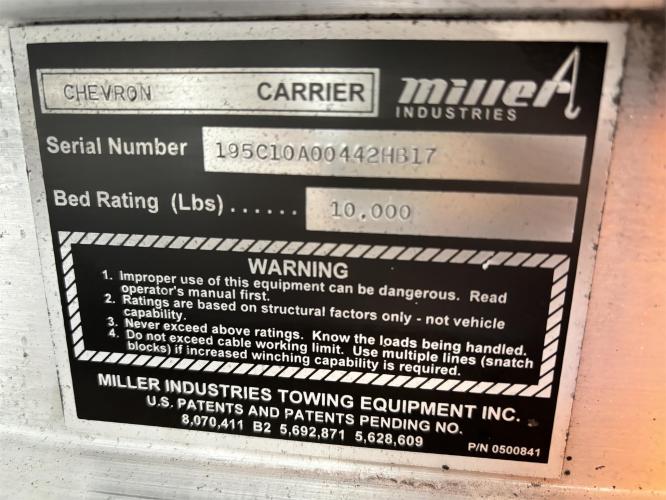 CHEVRON CARRIER miller
INDUSTRIES
Serial Number 195C10A00442HB17
Bed Rating (Lbs)...... 10,000
WARNING
1. Improper use of this equipment can be dangerous. Read
operator's manual first.
2. Ratings are based on structural factors only - not vehicle
capability.
3. Never exceed above ratings. Know the loads being handled.
4. Do not exceed cable working limit. Use multiple lines (snatch
blocks) if increased winching capability is required.
MILLER INDUSTRIES TOWING EQUIPMENT INC.
U.S. PATENTS AND PATENTS PENDING NO.
8,070,411 B2 5,692,871 5,628,609
P/N 0500841